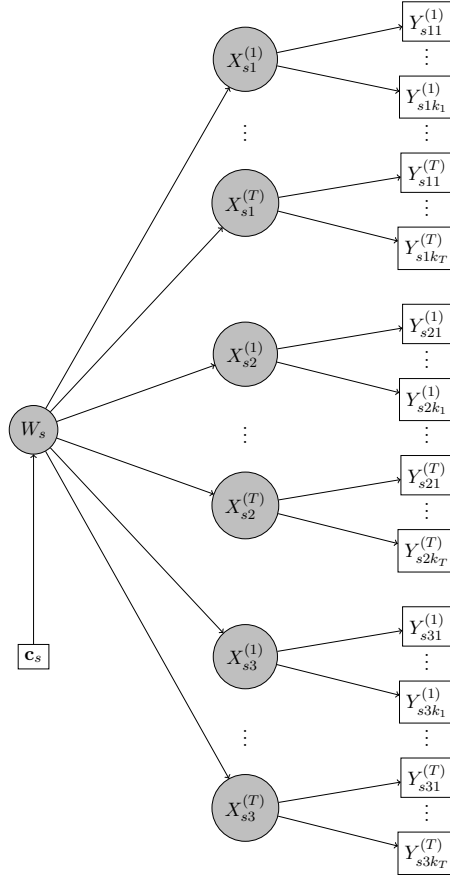 Y_{s11}^{(1)}
⋮
X_{s1}^{(1)}
Y_{s1k_1}^{(1)}
⋮ ⋮
Y_{s11}^{(T)}
X_{s1}^{(T)}
⋮
Y_{s1k_T}^{(T)}
Y_{s21}^{(1)}
X_{s2}^{(1)}
⋮
Y_{s2k_1}^{(1)}
W_s
⋮ ⋮
Y_{s21}^{(T)}
X_{s2}^{(T)}
⋮
Y_{s2k_T}^{(T)}
Y_{s31}^{(1)}
c_s
X_{s3}^{(1)}
⋮
Y_{s3k_1}^{(1)}
⋮ ⋮
Y_{s31}^{(T)}
X_{s3}^{(T)}
⋮
Y_{s3k_T}^{(T)}